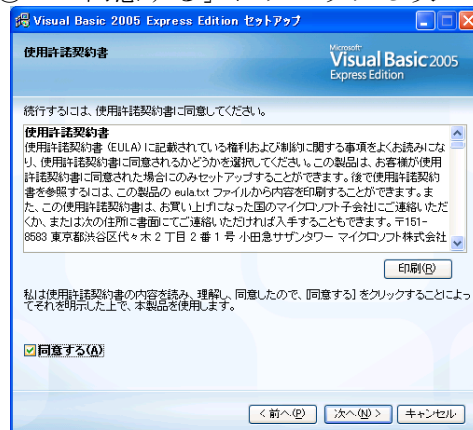 Visual Basic 2005 Express Edition セットアップ
使用許諾契約書
Microsoft
Visual Basic 2005
Express Edition
続行するには、使用許諾契約書に同意してください。
使用許諾契約書
使用許諾契約書 (EULA) に記載されている権利および制約に関する事項をよくお読みにな
り、使用許諾契約書に同意されるかどうかを選択してください。この製品は、お客様が使用
許諾契約書に同意された場合にのみセットアップすることができます。後で使用許諾契約
書を参照するには、この製品の eula.txt ファイルから内容を印刷することができます。ま
た、この使用許諾契約書は、お買い上げになった国のマイクロソフト子会社にご連絡いただ
くか、または次の住所に書面にてご連絡いただければ入手することもできます。〒151-
8583 東京都渋谷区代々木 2 丁目 2 番 1 号 小田急サザンタワー マイクロソフト株式会社
印刷(R)
私は使用許諾契約書の内容を読み、理解し、同意したので、[同意する] をクリックすることによっ
てそれを明示した上で、本製品を使用します。
同意する(A)
< 前へ(P)
次へ(N) >
キャンセル